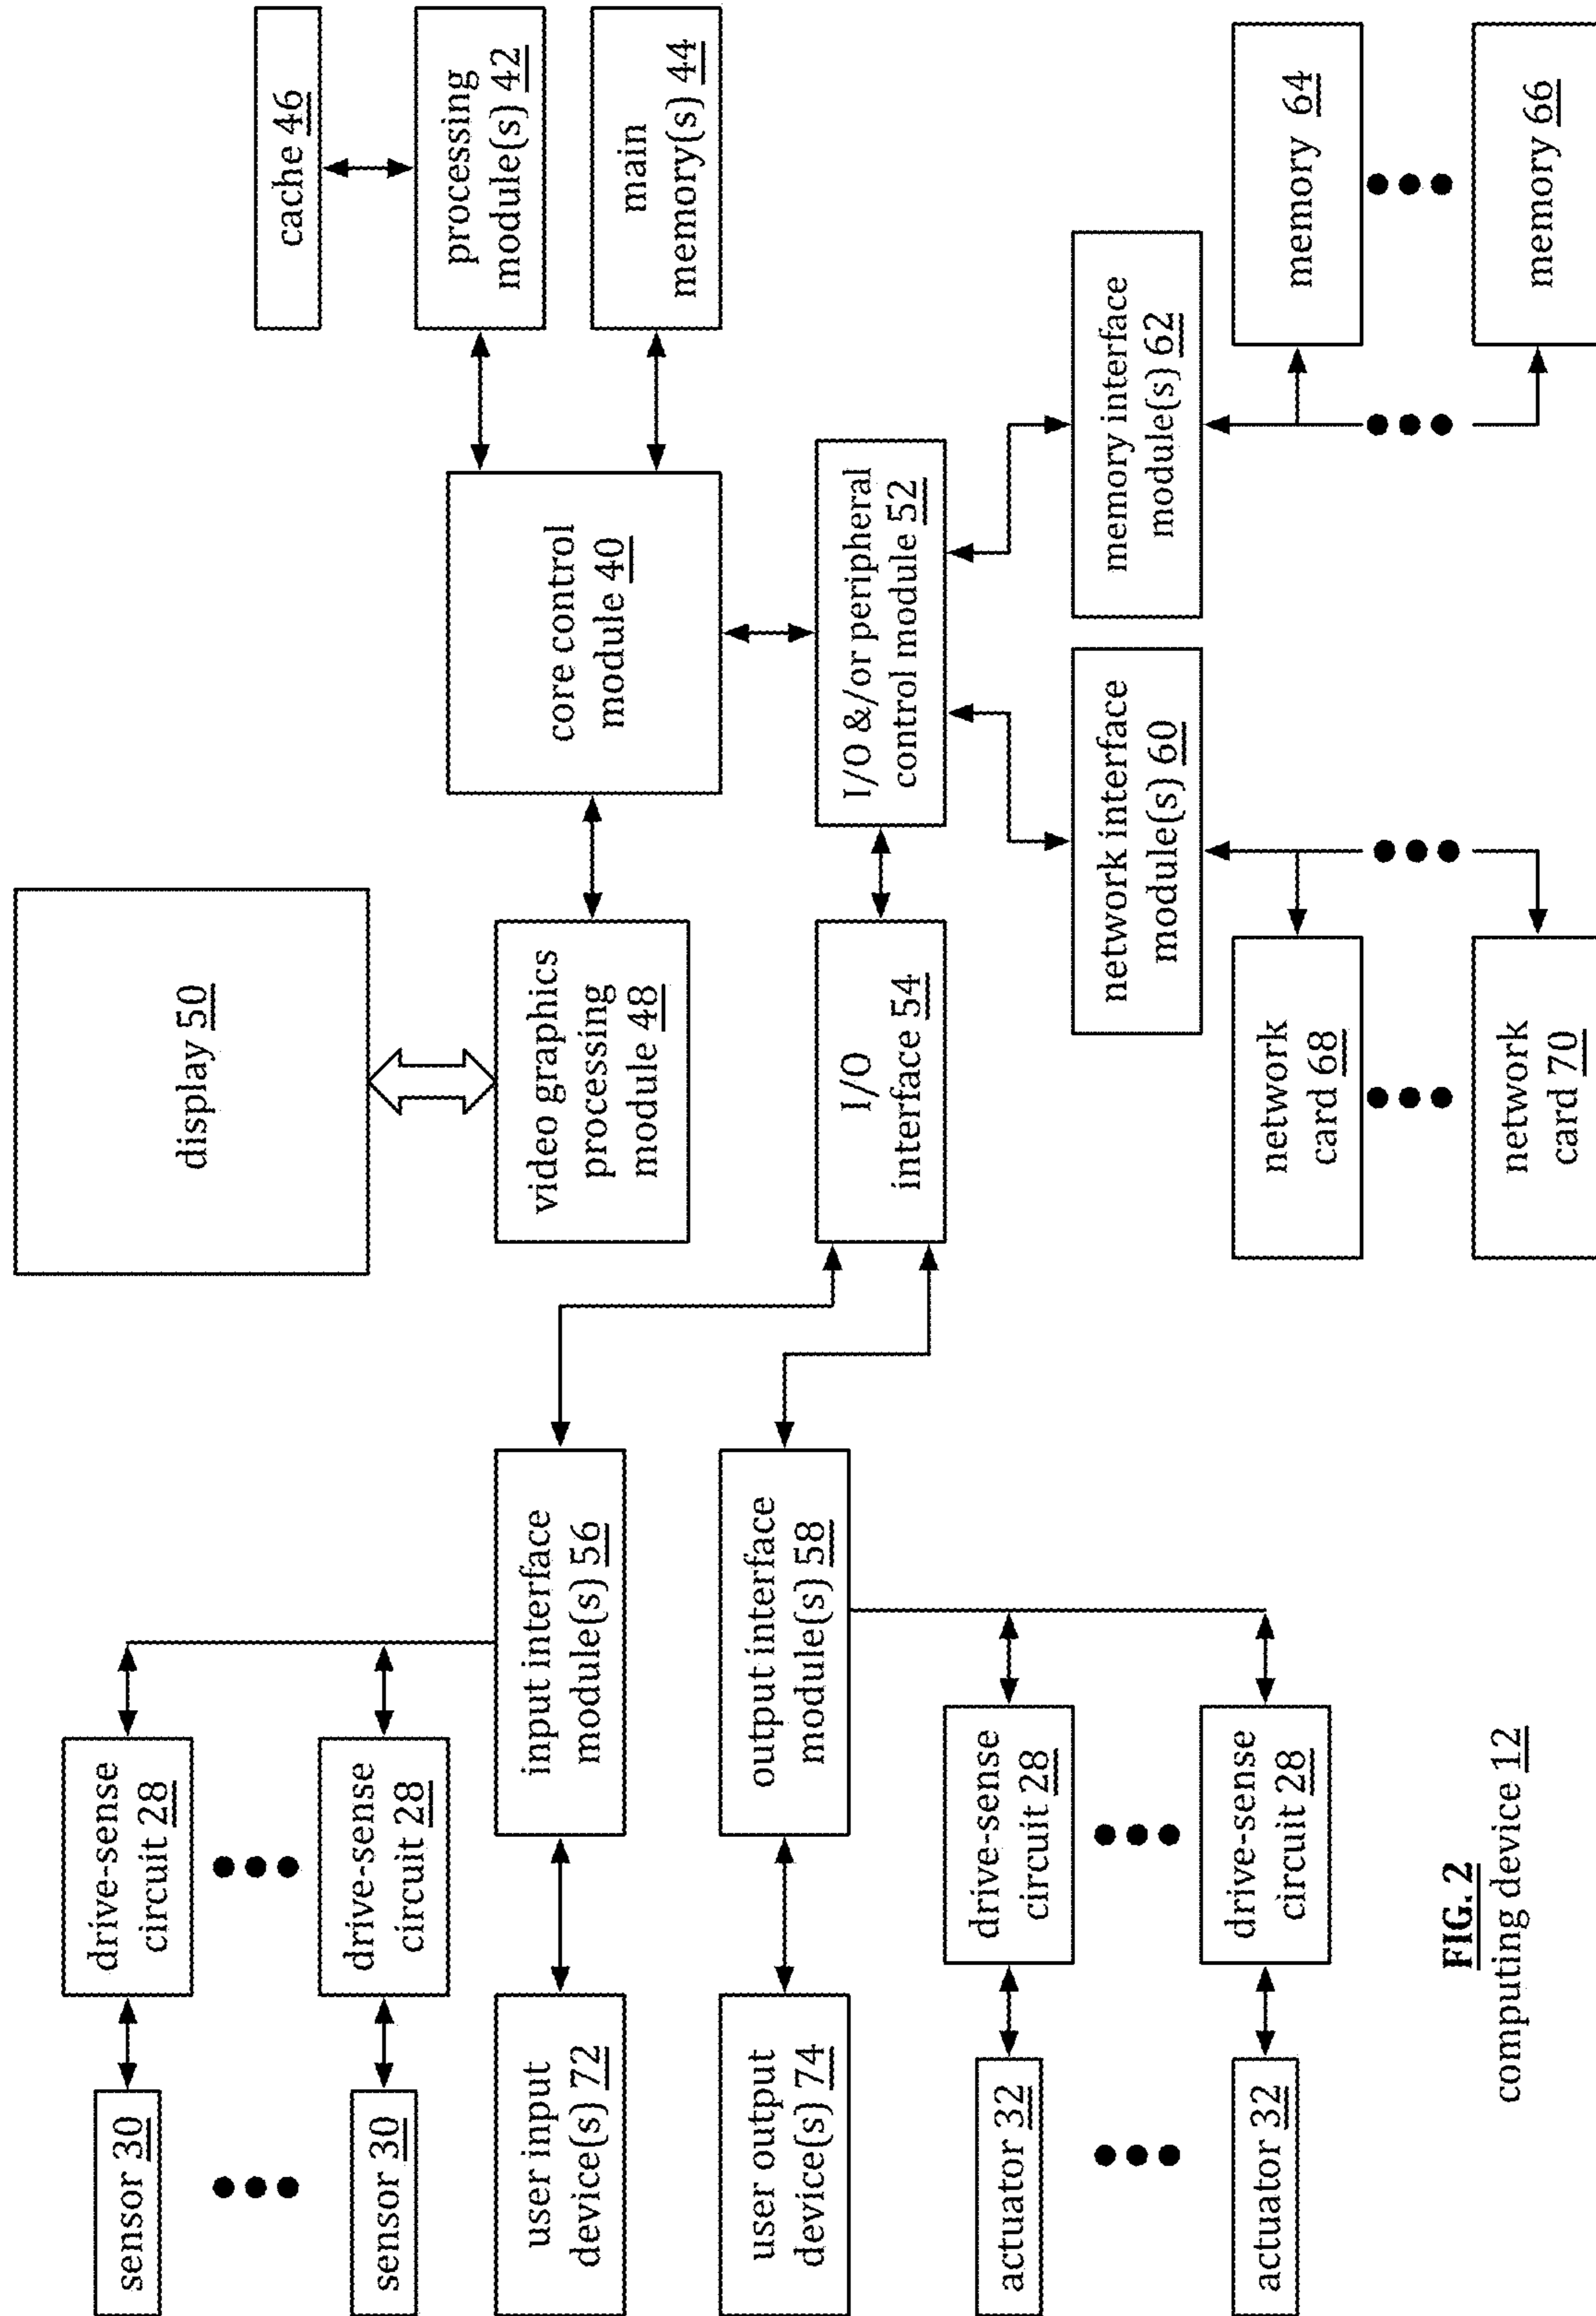 sensor 30
drive-sense
circuit 28
display 50
cache 46
sensor 30
drive-sense
circuit 28
processing
module(s) 42
user input
device(s) 72
input interface
module(s) 56
video graphics
processing
module 48
core control
module 40
main
memory(s) 44
user output
device(s) 74
output interface
module(s) 58
I/O
interface 54
I/O &/or peripheral
control module 52
actuator 32
drive-sense
circuit 28
network interface
module(s) 60
memory interface
module(s) 62
actuator 32
drive-sense
circuit 28
network
card 68
memory 64
network
card 70
memory 66
FIG. 2
computing device 12